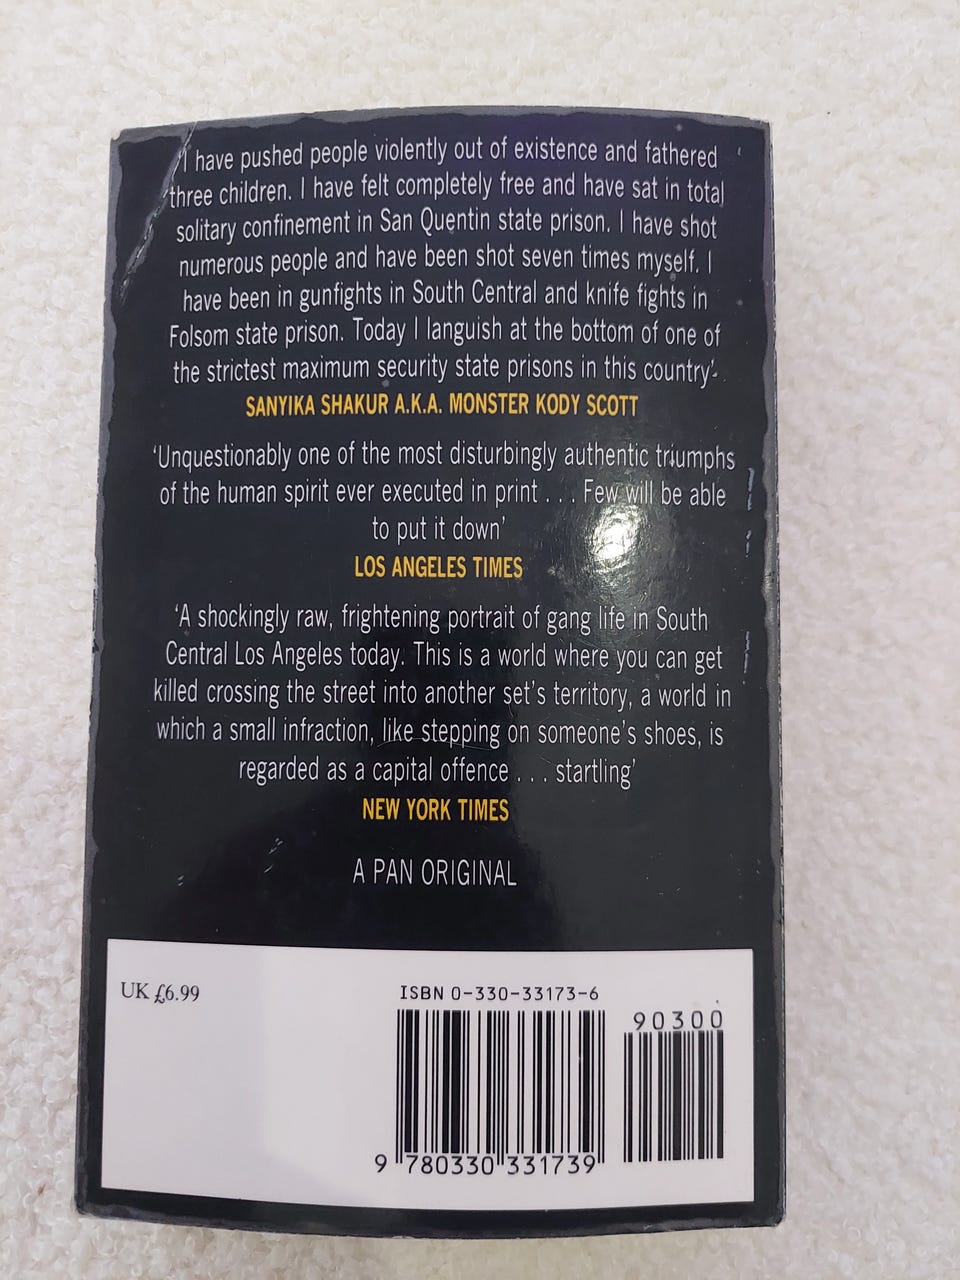 'I have pushed people violently out of existence and fathered
three children. I have felt completely free and have sat in total
solitary confinement in San Quentin state prison. I have shot
numerous people and have been shot seven times myself. I
have been in gunfights in South Central and knife fights in
Folsom state prison. Today I languish at the bottom of one of
the strictest maximum security state prisons in this country'
SANYIKA SHAKUR A.K.A. MONSTER KODY SCOTT
'Unquestionably one of the most disturbingly authentic triumphs
of the human spirit ever executed in print . . . Few will be able
to put it down'
LOS ANGELES TIMES
'A shockingly raw, frightening portrait of gang life in South
Central Los Angeles today. This is a world where you can get
killed crossing the street into another set's territory, a world in
which a small infraction, like stepping on someone's shoes, is
regarded as a capital offence . . . startling'
NEW YORK TIMES
A PAN ORIGINAL
UK £6.99
ISBN 0-330-33173-6
90300
9 780330 331739